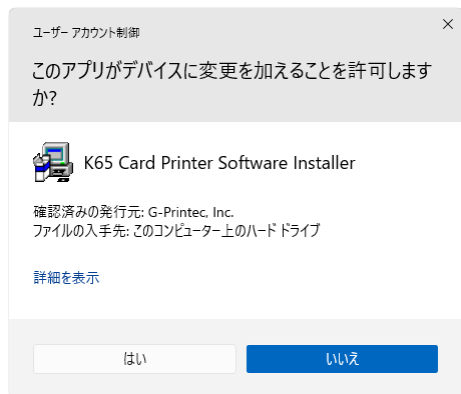 ユーザー アカウント制御
このアプリがデバイスに変更を加えることを許可します
か?
K65 Card Printer Software Installer
確認済みの発行元: G-Printec, Inc.
ファイルの入手先: このコンピューター上のハード ドライブ
詳細を表示
はい
いいえ